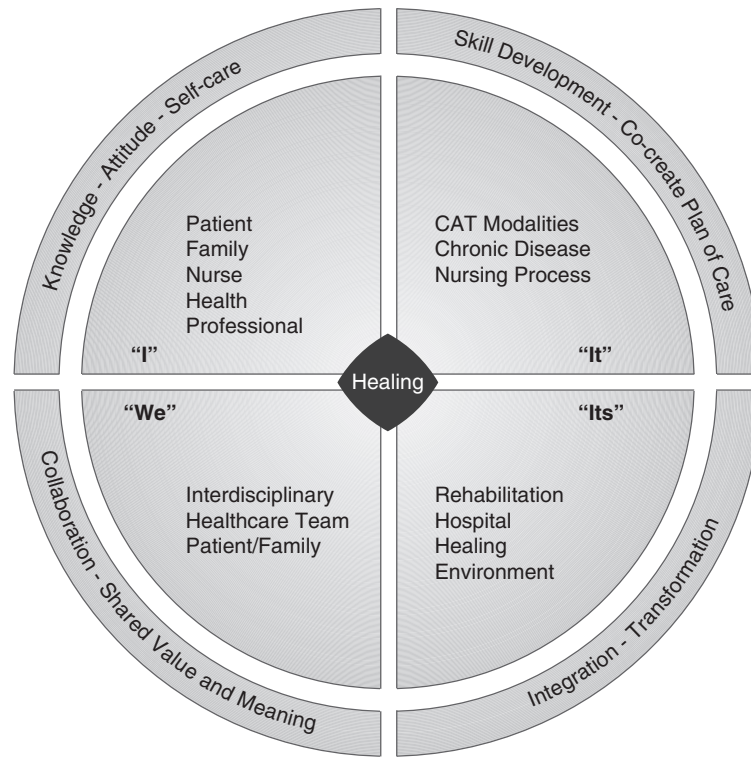 Knowledge - Attitude - Self-care
Skill Development - Co-create Plan of Care
Patient
Family
Nurse
Health
Professional
“I”
CAT Modalities
Chronic Disease
Nursing Process
“It”
Healing
“We”
Interdisciplinary
Healthcare Team
Patient/Family
“Its”
Rehabilitation
Hospital
Healing
Environment
Collaboration - Shared Value and Meaning
Integration - Transformation